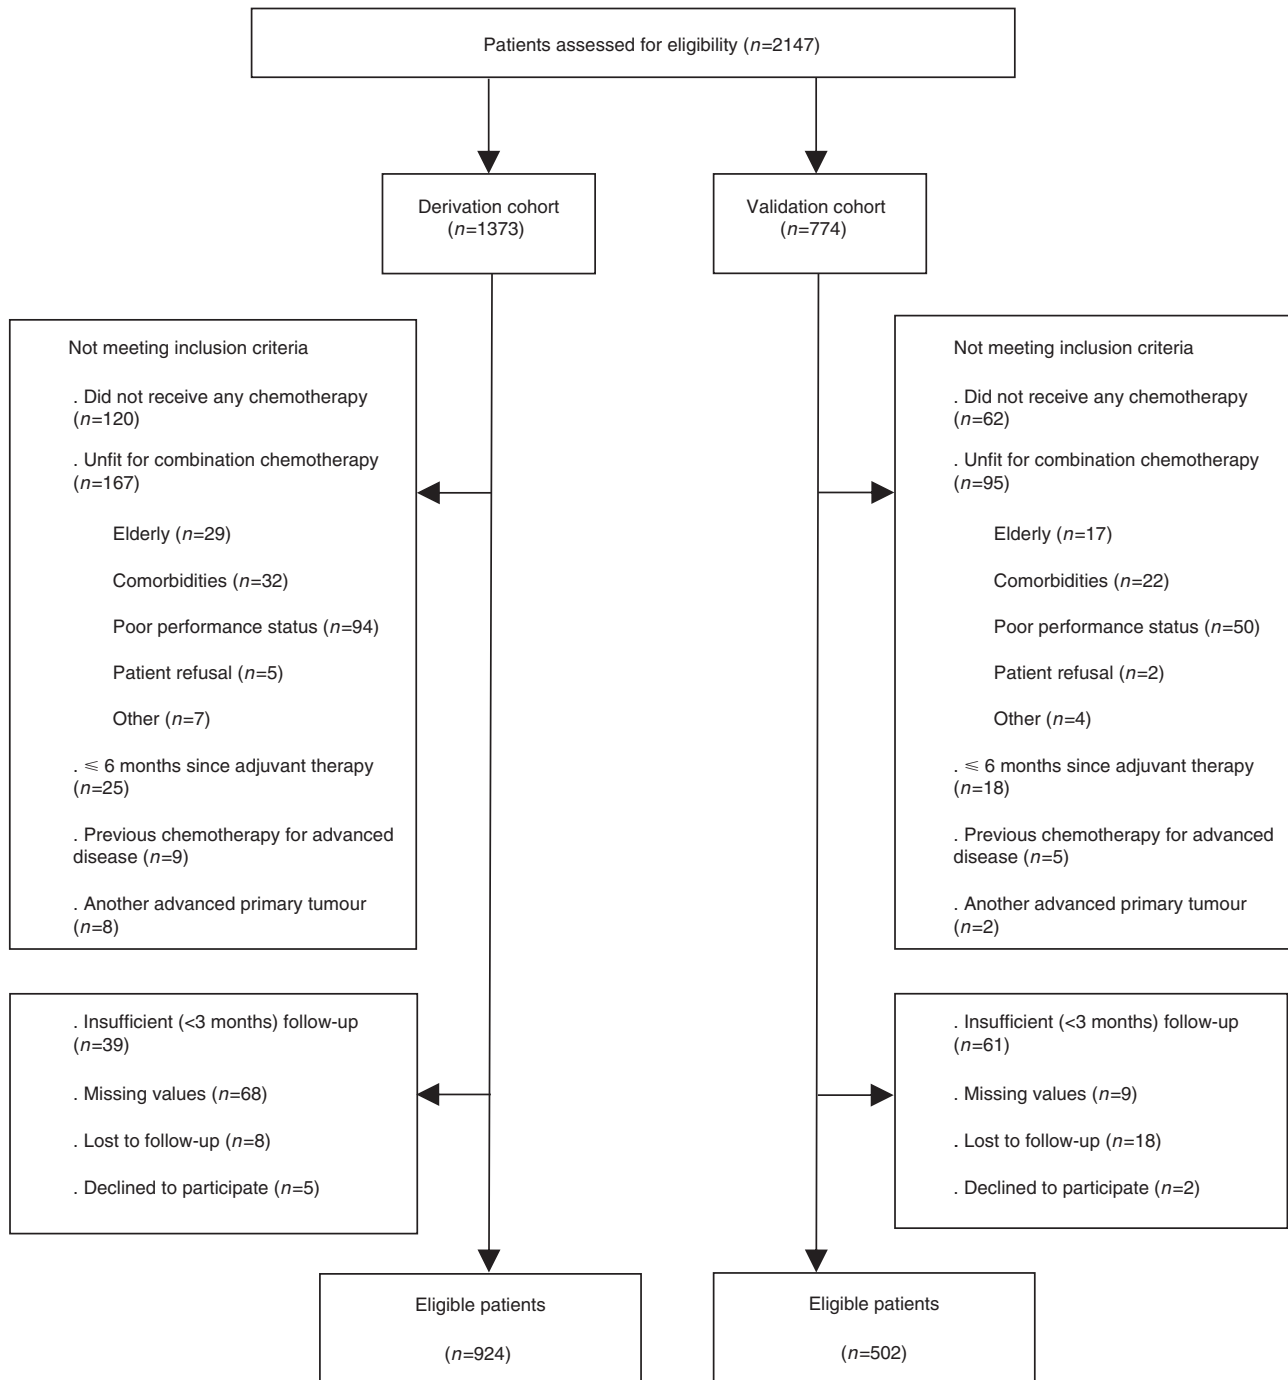 Patients assessed for eligibility (n=2147)
Derivation cohort
(n=1373)
Validation cohort
(n=774)
Not meeting inclusion criteria
. Did not receive any chemotherapy
(n=120)
. Unfit for combination chemotherapy
(n=167)
Elderly (n=29)
Comorbidities (n=32)
Poor performance status (n=94)
Patient refusal (n=5)
Other (n=7)
. ⩽ 6 months since adjuvant therapy
(n=25)
. Previous chemotherapy for advanced
disease (n=9)
. Another advanced primary tumour
(n=8)
Not meeting inclusion criteria
. Did not receive any chemotherapy
(n=62)
. Unfit for combination chemotherapy
(n=95)
Elderly (n=17)
Comorbidities (n=22)
Poor performance status (n=50)
Patient refusal (n=2)
Other (n=4)
. ⩽ 6 months since adjuvant therapy
(n=18)
. Previous chemotherapy for advanced
disease (n=5)
. Another advanced primary tumour
(n=2)
. Insufficient (<3 months) follow-up
(n=39)
. Missing values (n=68)
. Lost to follow-up (n=8)
. Declined to participate (n=5)
. Insufficient (<3 months) follow-up
(n=61)
. Missing values (n=9)
. Lost to follow-up (n=18)
. Declined to participate (n=2)
Eligible patients
(n=924)
Eligible patients
(n=502)